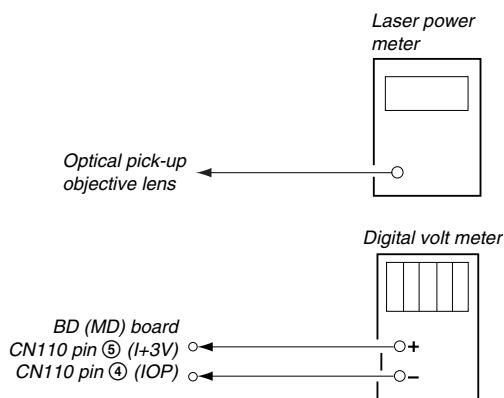 Laser power
meter
Optical pick-up
objective lens
Digital volt meter
BD (MD) board
CN110 pin ⑤ (I+3V)
CN110 pin ④ (IOP)
+
–